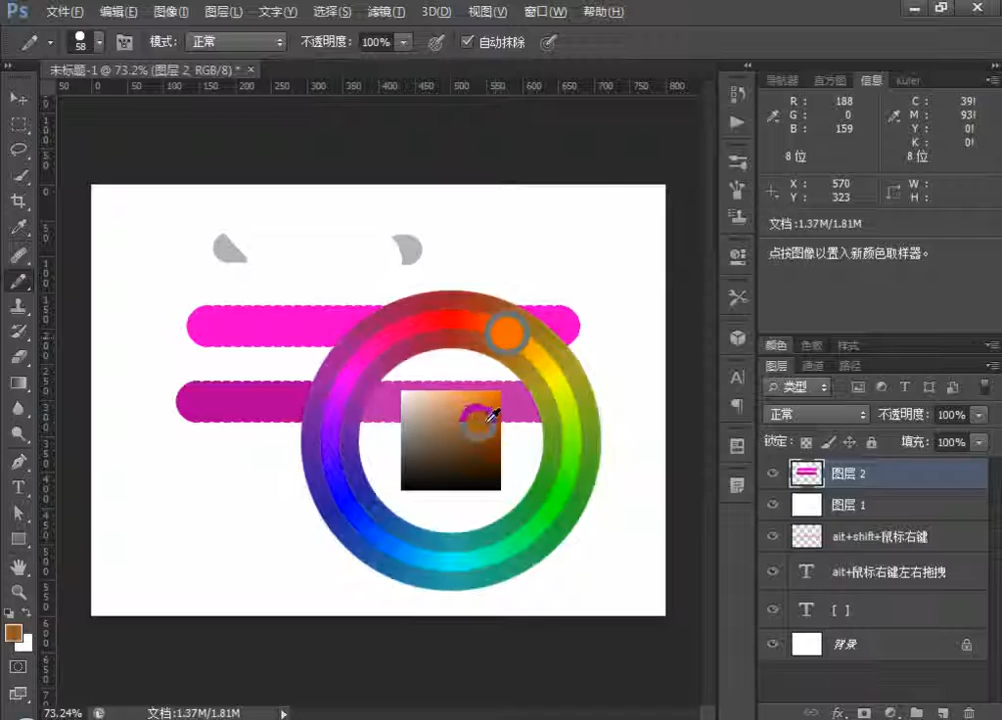 Ps 文件(F) 编辑(E) 图像(I) 图层(L) 文字(Y) 选择(S) 滤镜(T) 3D(D) 视图(V) 窗口(W) 帮助(H)
58 模式: 正常 不透明度: 100% 自动抹除
未标题-1 @ 73.2% (图层 2, RGB/8) * ×
50 0 50 100 150 200 250 300 350 400 450 500 550 600 650 700 750 800
导航器 直方图 信息 Kuler
R: 188 C: 39!
G: 0 M: 93!
B: 159 Y: 0!
K: 0!
8 位 8 位
X: 570 W:
Y: 323 H:
文档:1.37M/1.81M
点按图像以置入新颜色取样器。
颜色 色板 样式
图层 通道 路径
类型
正常 不透明度: 100%
锁定: 填充: 100%
图层 2
图层 1
alt+shift+鼠标右键
alt+鼠标右键左右拖拽
[ ]
背景
73.24% 文档:1.37M/1.81M